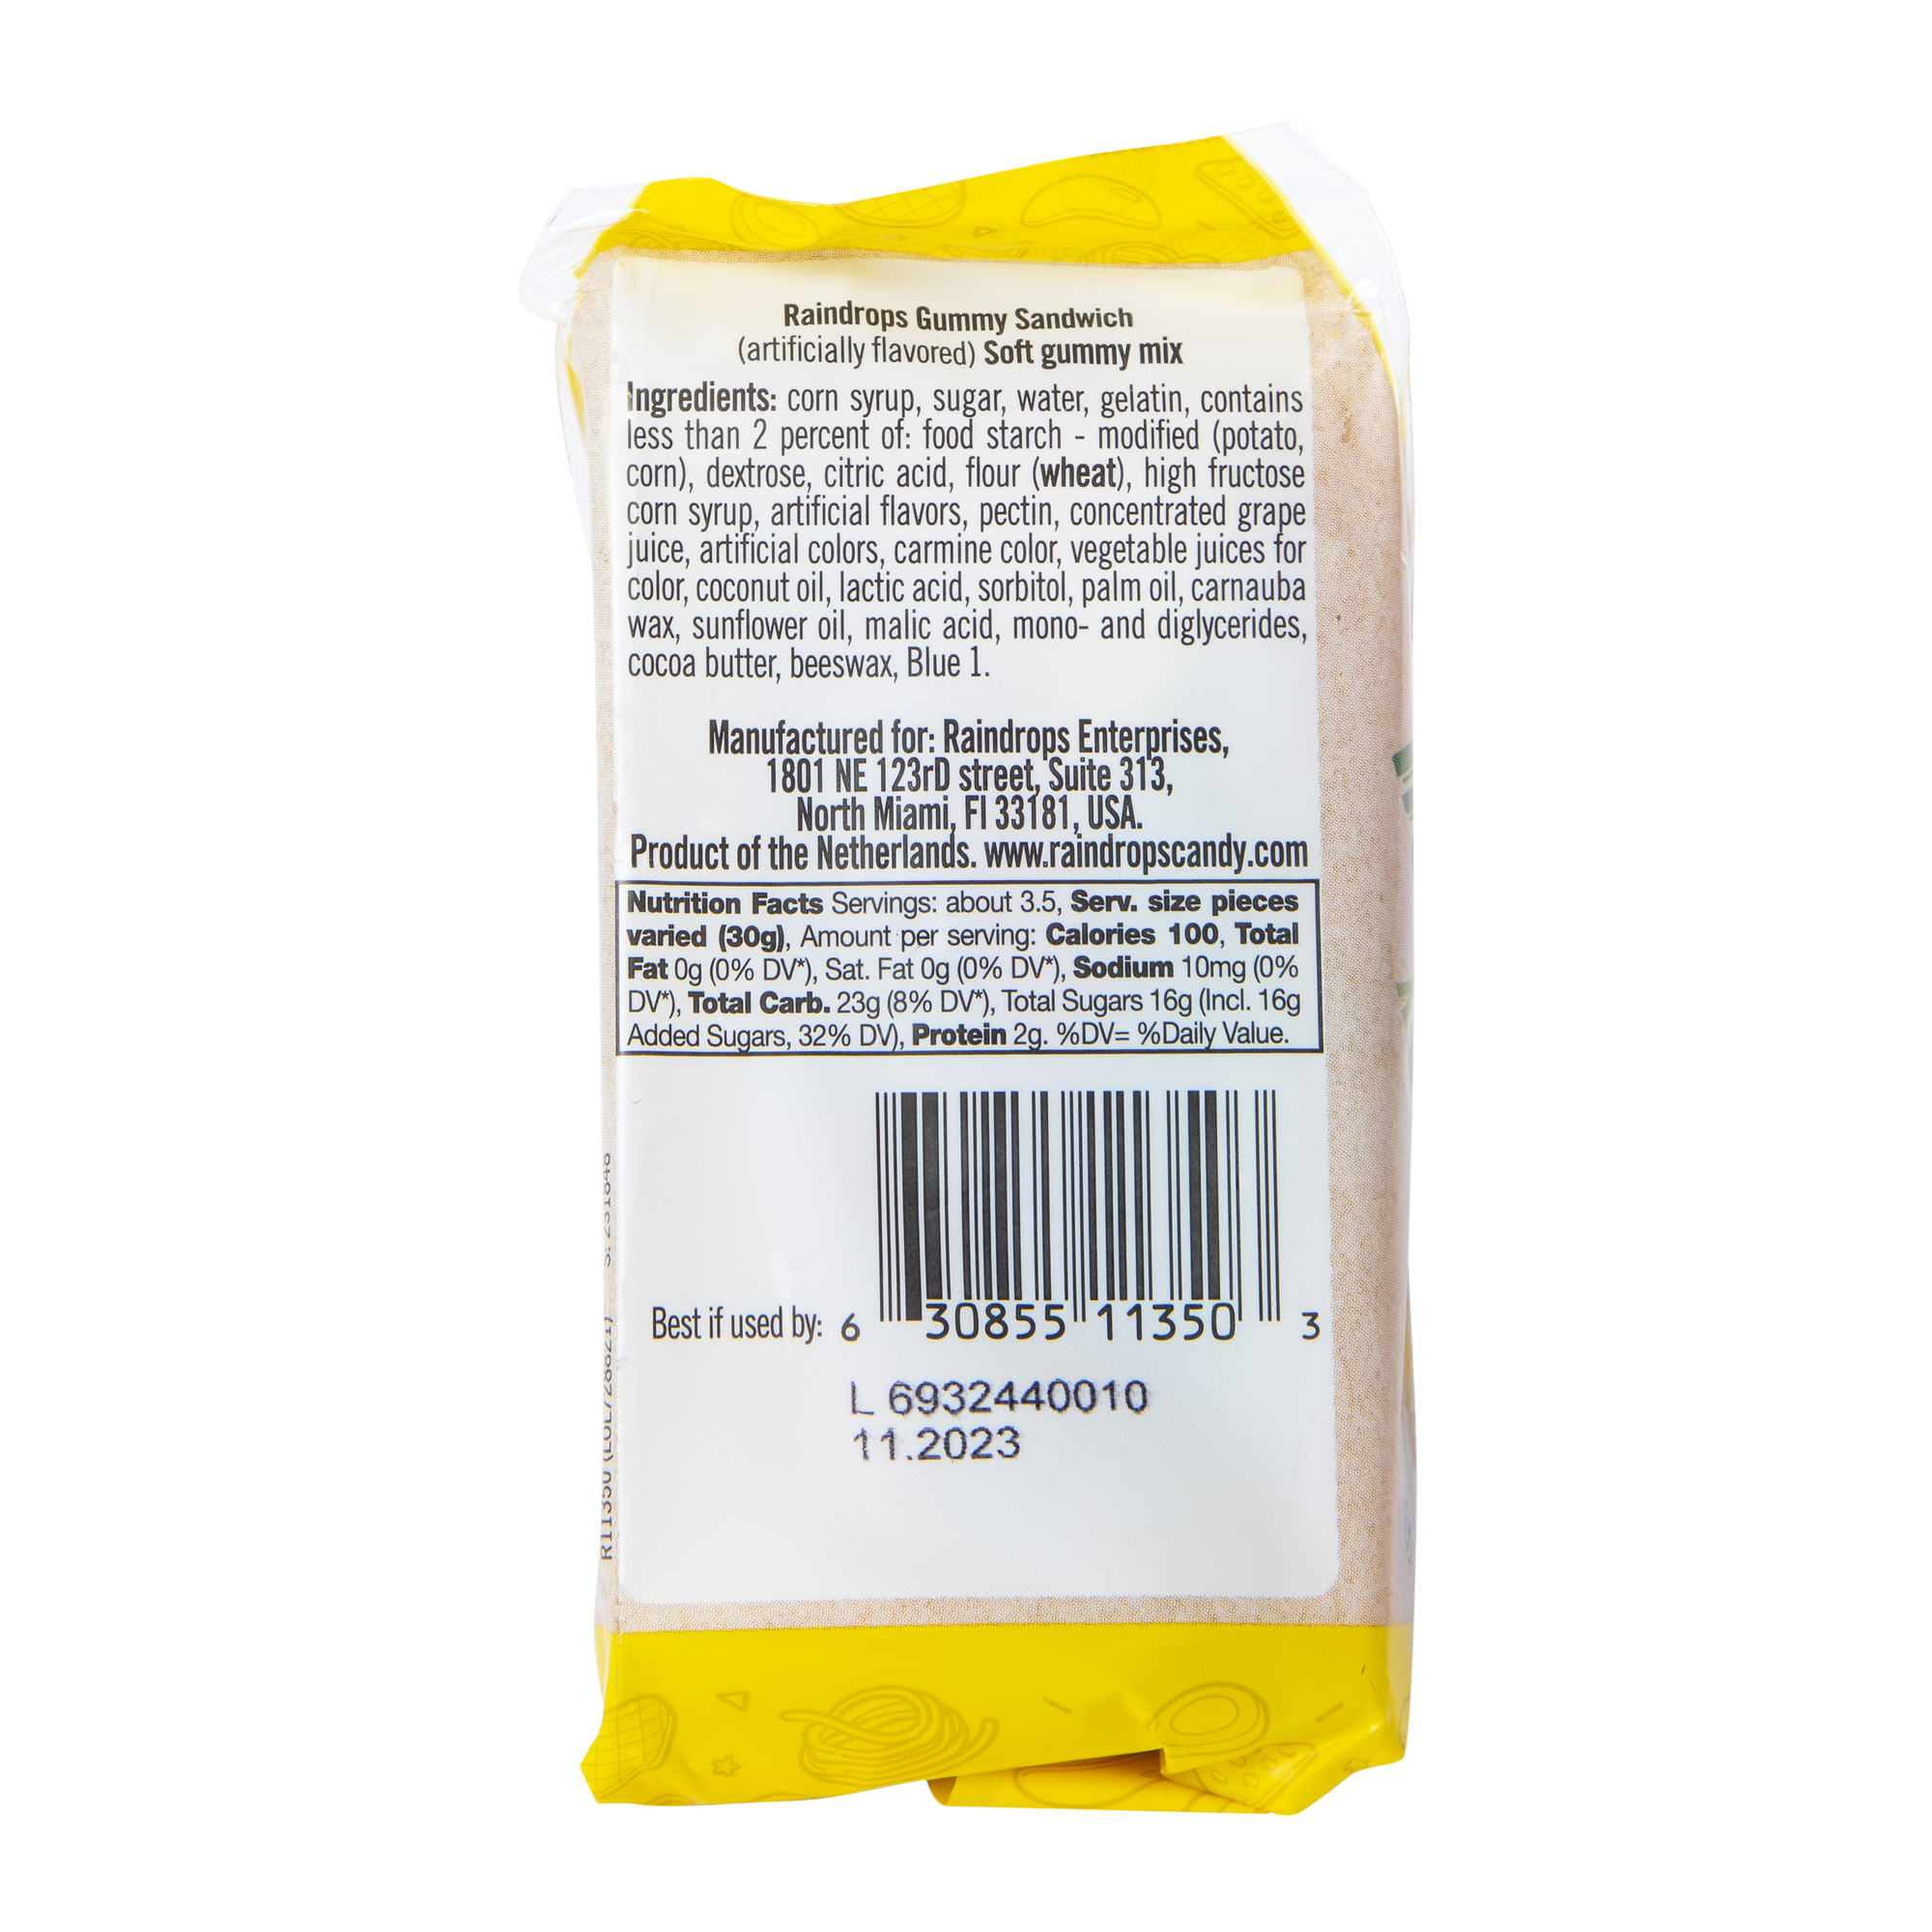 Raindrops Gummy Sandwich
(artificially flavored) Soft gummy mix
Ingredients: corn syrup, sugar, water, gelatin, contains
less than 2 percent of: food starch - modified (potato,
corn), dextrose, citric acid, flour (wheat), high fructose
corn syrup, artificial flavors, pectin, concentrated grape
juice, artificial colors, carmine color, vegetable juices for
color, coconut oil, lactic acid, sorbitol, palm oil, carnauba
wax, sunflower oil, malic acid, mono- and diglycerides,
cocoa butter, beeswax, Blue 1.
Manufactured for: Raindrops Enterprises,
1801 NE 123rD street, Suite 313,
North Miami, Fl 33181, USA.
Product of the Netherlands. www.raindropscandy.com
Nutrition Facts Servings: about 3.5, Serv. size pieces
varied (30g), Amount per serving: Calories 100, Total
Fat 0g (0% DV*), Sat. Fat 0g (0% DV*), Sodium 10mg (0%
DV*), Total Carb. 23g (8% DV*), Total Sugars 16g (Incl. 16g
Added Sugars, 32% DV), Protein 2g. %DV= %Daily Value.
Best if used by: 6 30855 11350 3
L 6932440010
11.2023
R11350